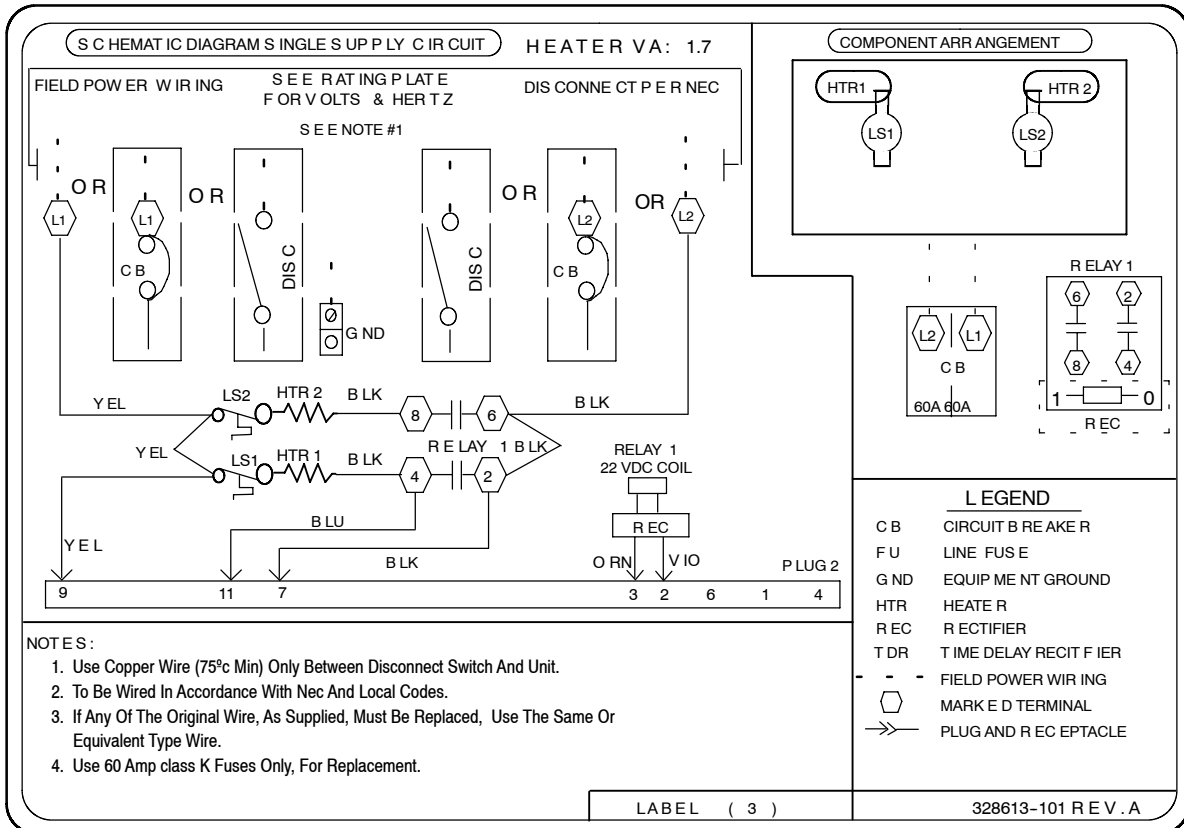 SCHEMATIC DIAGRAM SINGLE SUPPLY CIRCUIT
HEATER VA: 1.7
FIELD POWER WIRING
SEE RATING PLATE
FOR VOLTS & HERTZ
DISCONNECT PER NEC
SEE NOTE #1
OR
OR
OR
OR
L1
L1
L2
L2
CB
DISC
GND
DISC
CB
YEL
LS2
HTR 2
BLK
8
6
BLK
YEL
LS1
HTR 1
BLK
4
RELAY 1
2
BLK
RELAY 1
22 VDC COIL
REC
YEL
BLU
BLK
ORN
VIO
PLUG 2
9
11
7
3
2
6
1
4
COMPONENT ARRANGEMENT
HTR1
HTR 2
LS1
LS2
L2
L1
CB
60A 60A
RELAY 1
6
2
8
4
1
0
REC
LEGEND
CB CIRCUIT BREAKER
FU LINE FUSE
GND EQUIPMENT GROUND
HTR HEATER
REC RECTIFIER
TDR TIME DELAY RECITFIER
FIELD POWER WIRING
MARKED TERMINAL
PLUG AND RECEPTACLE
NOTES:
1. Use Copper Wire (75ºc Min) Only Between Disconnect Switch And Unit.
2. To Be Wired In Accordance With Nec And Local Codes.
3. If Any Of The Original Wire, As Supplied, Must Be Replaced, Use The Same Or
Equivalent Type Wire.
4. Use 60 Amp class K Fuses Only, For Replacement.
LABEL ( 3 )
328613-101 REV. A